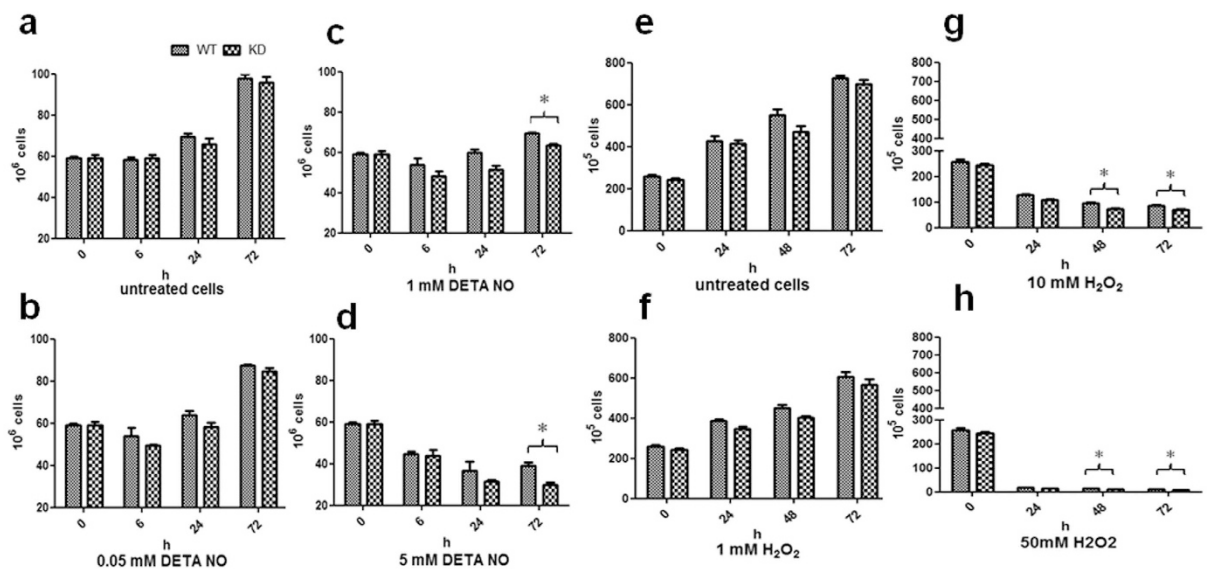 a
WT KD
100
80
60
40
20
10⁶ cells
0 6 24 72
h
untreated cells
b
100
80
60
40
20
10⁶ cells
0 6 24 72
h
0.05 mM DETA NO
c
100
80
60
40
20
10⁶ cells
*
0 6 24 72
h
1 mM DETA NO
d
100
80
60
40
20
10⁶ cells
*
0 6 24 72
h
5 mM DETA NO
e
800
600
400
200
0
10⁵ cells
0 24 48 72
h
untreated cells
f
800
600
400
200
0
10⁵ cells
0 24 48 72
h
1 mM H₂O₂
g
800
700
600
500
400
300
200
100
0
10⁵ cells
* *
0 24 48 72
h
10 mM H₂O₂
h
800
700
600
500
400
300
200
100
0
10⁵ cells
* *
0 24 48 72
h
50mM H2O2